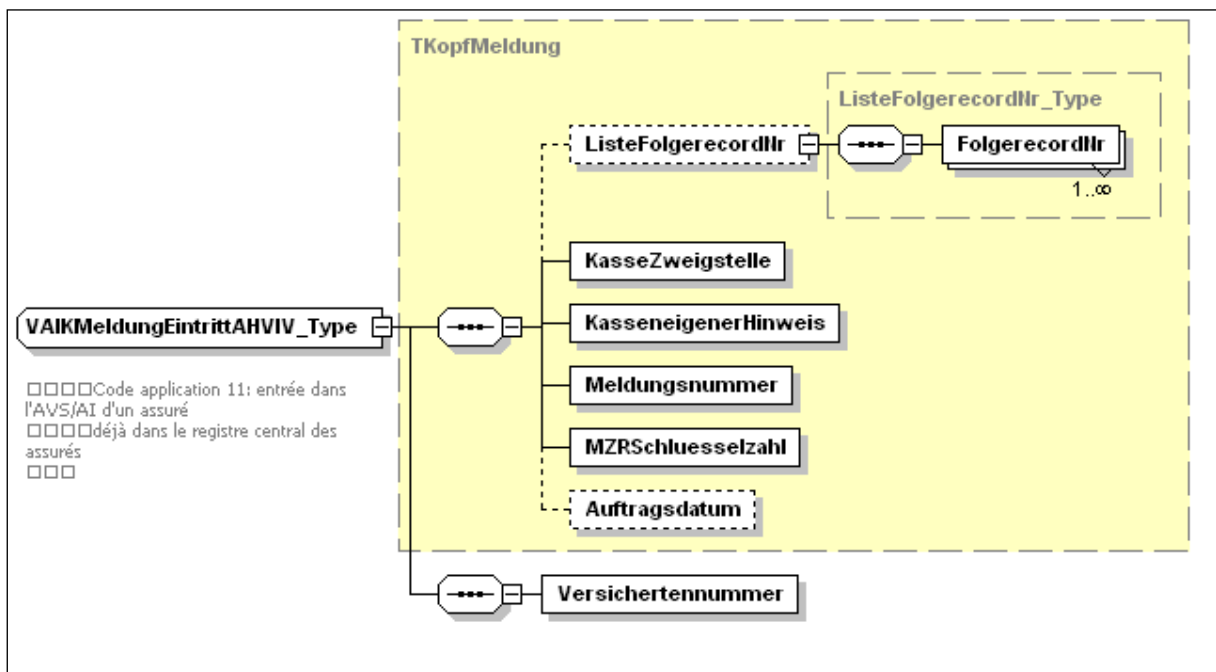 TKopfMeldung
ListeFolgerecordNr_Type
ListeFolgerecordNr
FolgerecordNr
1..∞
KasseZweigstelle
VAIKMeldungEintrittAHVIV_Type
KasseneigenerHinweis
Meldungsnummer
□□□□Code application 11: entrée dans
l'AVS/AI d'un assuré
□□□□déjà dans le registre central des
assurés
□□□
MZRSchluesselzahl
Auftragsdatum
Versichertennummer